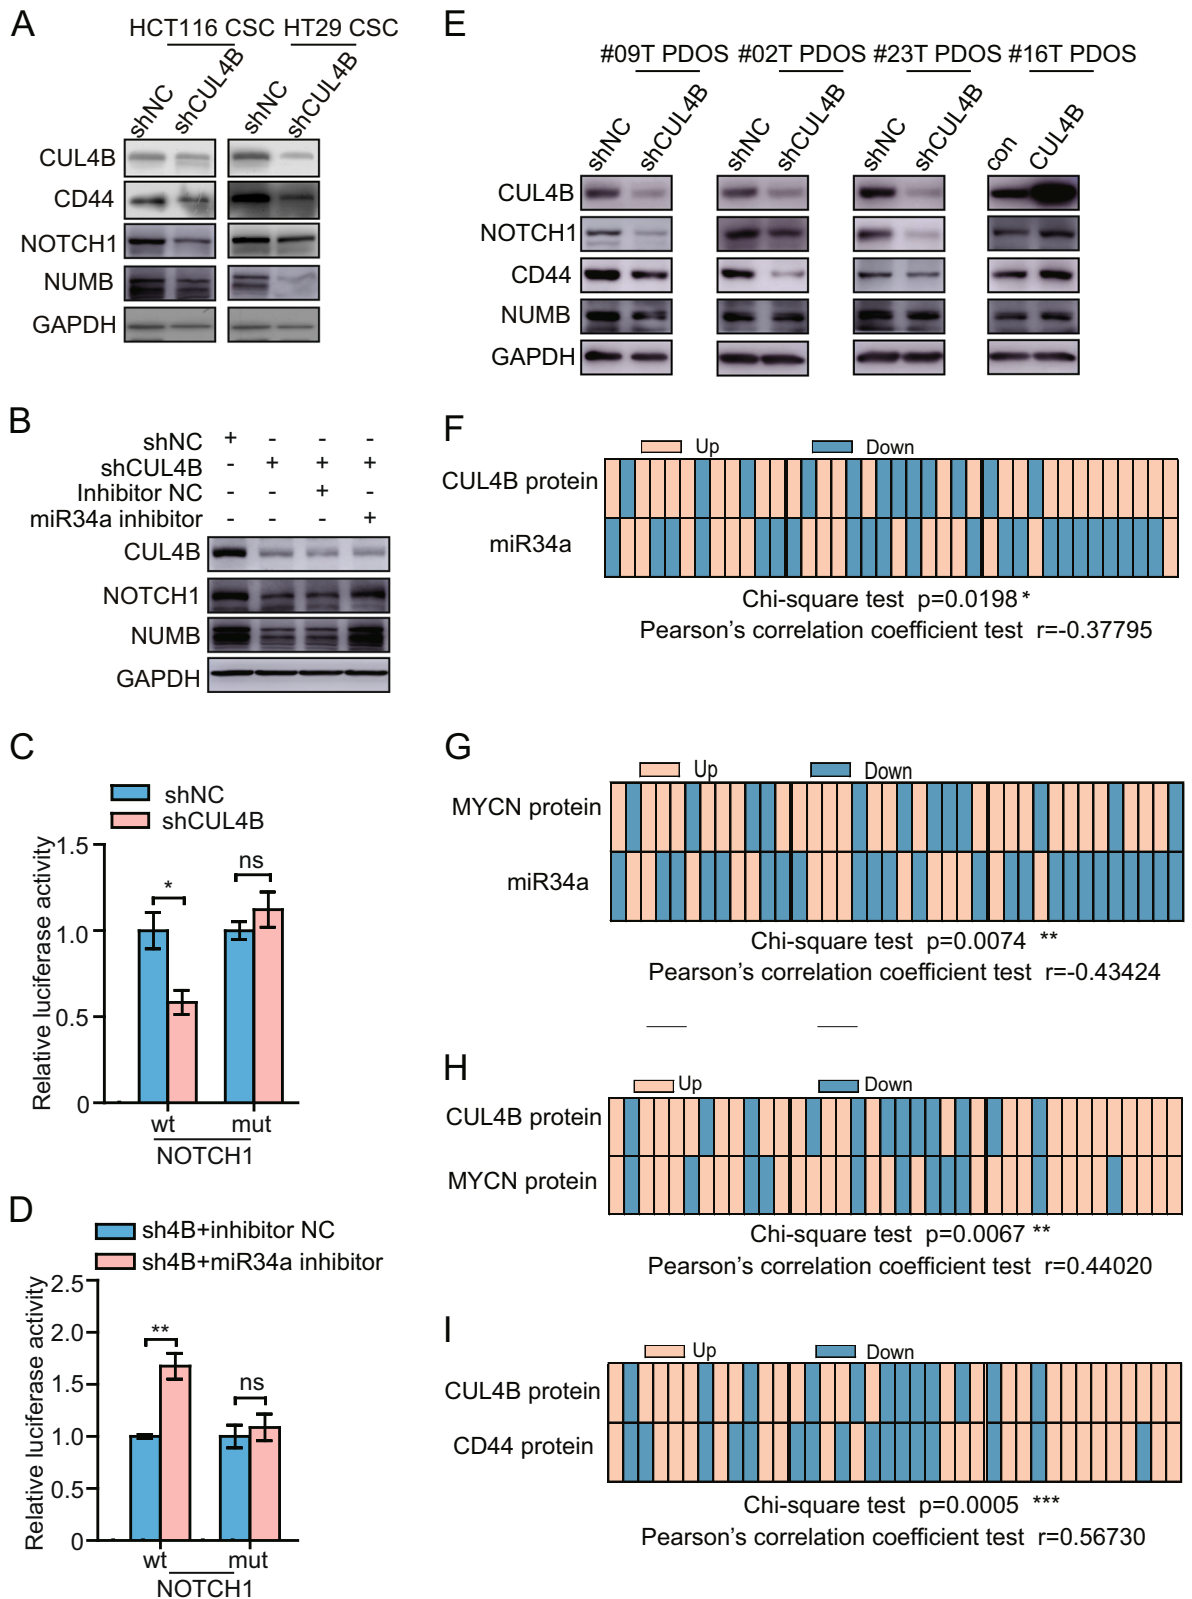 A
HCT116 CSC HT29 CSC
shNC shCUL4B shNC shCUL4B
CUL4B
CD44
NOTCH1
NUMB
GAPDH
B
shNC + - - -
shCUL4B - + + +
Inhibitor NC - - + -
miR34a inhibitor - - - +
CUL4B
NOTCH1
NUMB
GAPDH
C
shNC
shCUL4B
Relative luciferase activity
1.5
1.0
0.5
0
* ns
wt mut
NOTCH1
D
sh4B+inhibitor NC
sh4B+miR34a inhibitor
Relative luciferase activity
2.5
2.0
1.5
1.0
0.5
0
** ns
wt mut
NOTCH1
E
#09T PDOS #02T PDOS #23T PDOS #16T PDOS
shNC shCUL4B shNC shCUL4B shNC shCUL4B con CUL4B
CUL4B
NOTCH1
CD44
NUMB
GAPDH
F
Up Down
CUL4B protein
miR34a
Chi-square test p=0.0198 *
Pearson's correlation coefficient test r=-0.37795
G
Up Down
MYCN protein
miR34a
Chi-square test p=0.0074 **
Pearson's correlation coefficient test r=-0.43424
H
Up Down
CUL4B protein
MYCN protein
Chi-square test p=0.0067 **
Pearson's correlation coefficient test r=0.44020
I
Up Down
CUL4B protein
CD44 protein
Chi-square test p=0.0005 ***
Pearson's correlation coefficient test r=0.56730